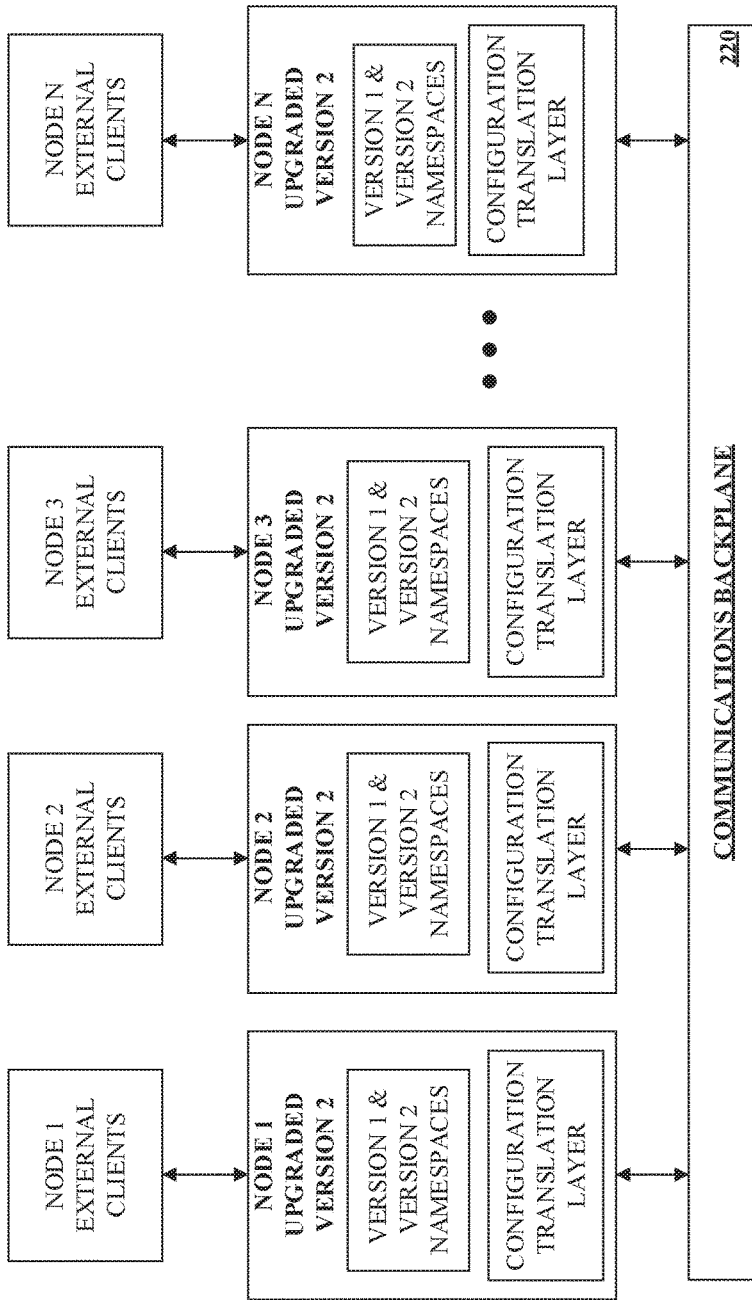 NODE 1
EXTERNAL
CLIENTS
NODE 2
EXTERNAL
CLIENTS
NODE 3
EXTERNAL
CLIENTS
NODE N
EXTERNAL
CLIENTS
NODE 1
UPGRADED
VERSION 2
VERSION 1 &
VERSION 2
NAMESPACES
CONFIGURATION
TRANSLATION
LAYER
NODE 2
UPGRADED
VERSION 2
VERSION 1 &
VERSION 2
NAMESPACES
CONFIGURATION
TRANSLATION
LAYER
NODE 3
UPGRADED
VERSION 2
VERSION 1 &
VERSION 2
NAMESPACES
CONFIGURATION
TRANSLATION
LAYER
NODE N
UPGRADED
VERSION 2
VERSION 1 &
VERSION 2
NAMESPACES
CONFIGURATION
TRANSLATION
LAYER
COMMUNICATIONS BACKPLANE
220